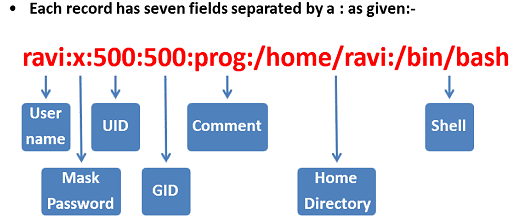 • Each record has seven fields separated by a : as given:-
ravi:x:500:500:prog:/home/ravi:/bin/bash
User
name
UID
Comment
Shell
Mask
Password
GID
Home
Directory